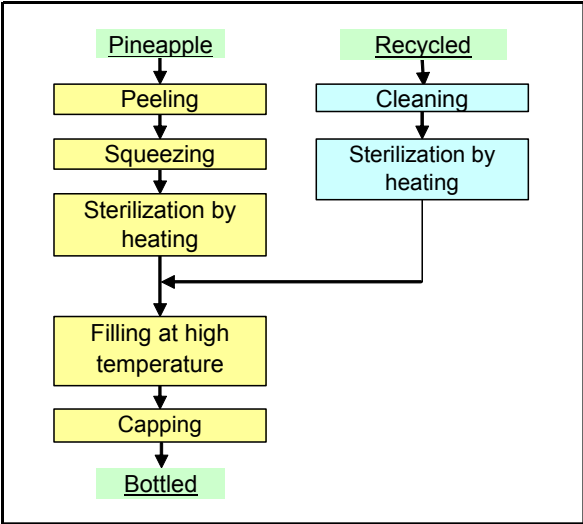 Pineapple
Peeling
Squeezing
Sterilization by
heating
Recycled
Cleaning
Sterilization by
heating
Filling at high
temperature
Capping
Bottled